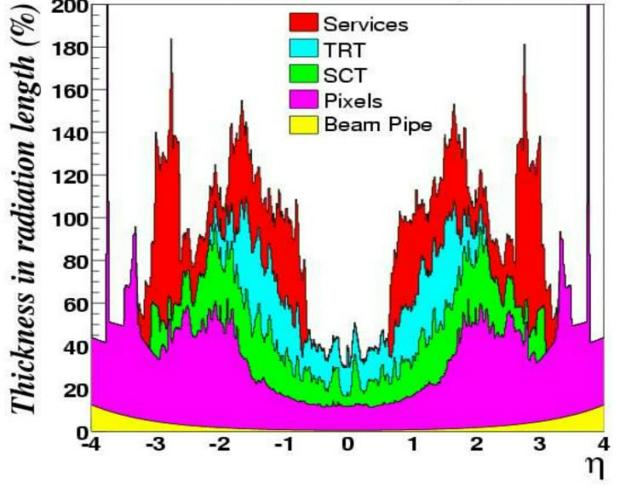 Thickness in radiation length (%)
200
180
160
140
120
100
80
60
40
20
0
Services
TRT
SCT
Pixels
Beam Pipe
-4 -3 -2 -1 0 1 2 3 4
η